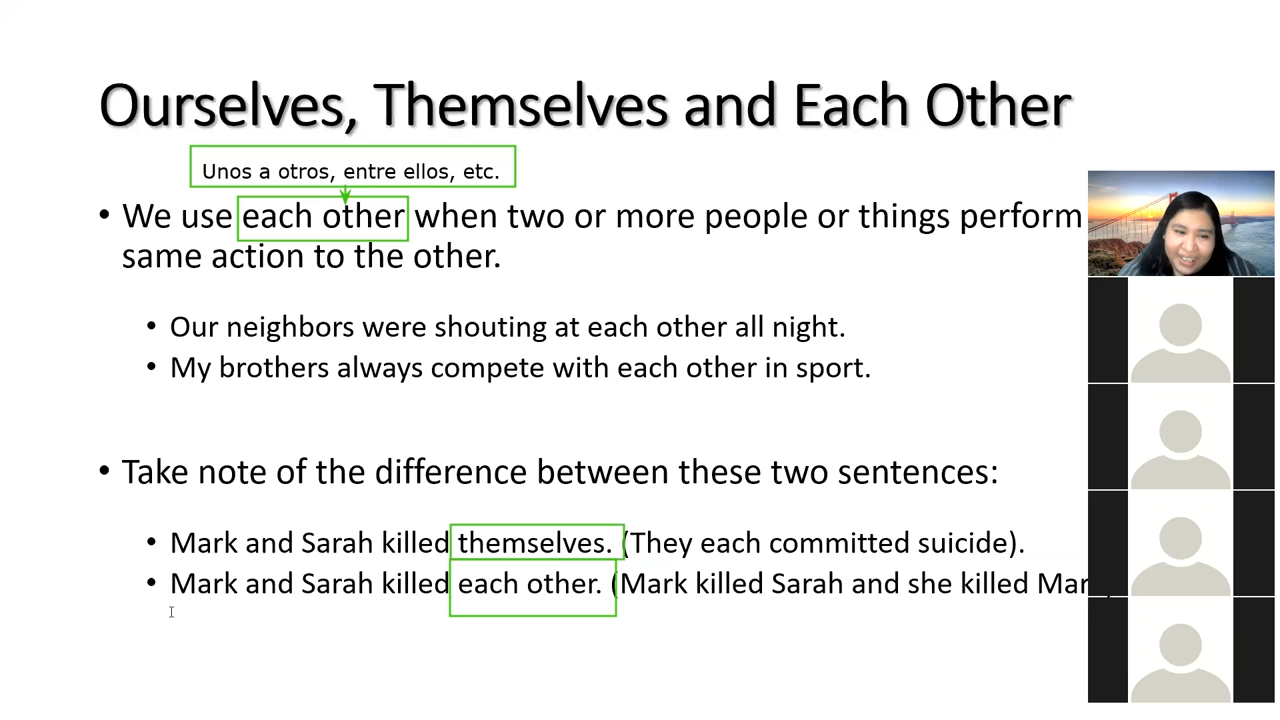 Ourselves, Themselves and Each Other
Unos a otros, entre ellos, etc.
• We use each other when two or more people or things perform
same action to the other.
• Our neighbors were shouting at each other all night.
• My brothers always compete with each other in sport.
• Take note of the difference between these two sentences:
• Mark and Sarah killed themselves. (They each committed suicide).
• Mark and Sarah killed each other. (Mark killed Sarah and she killed